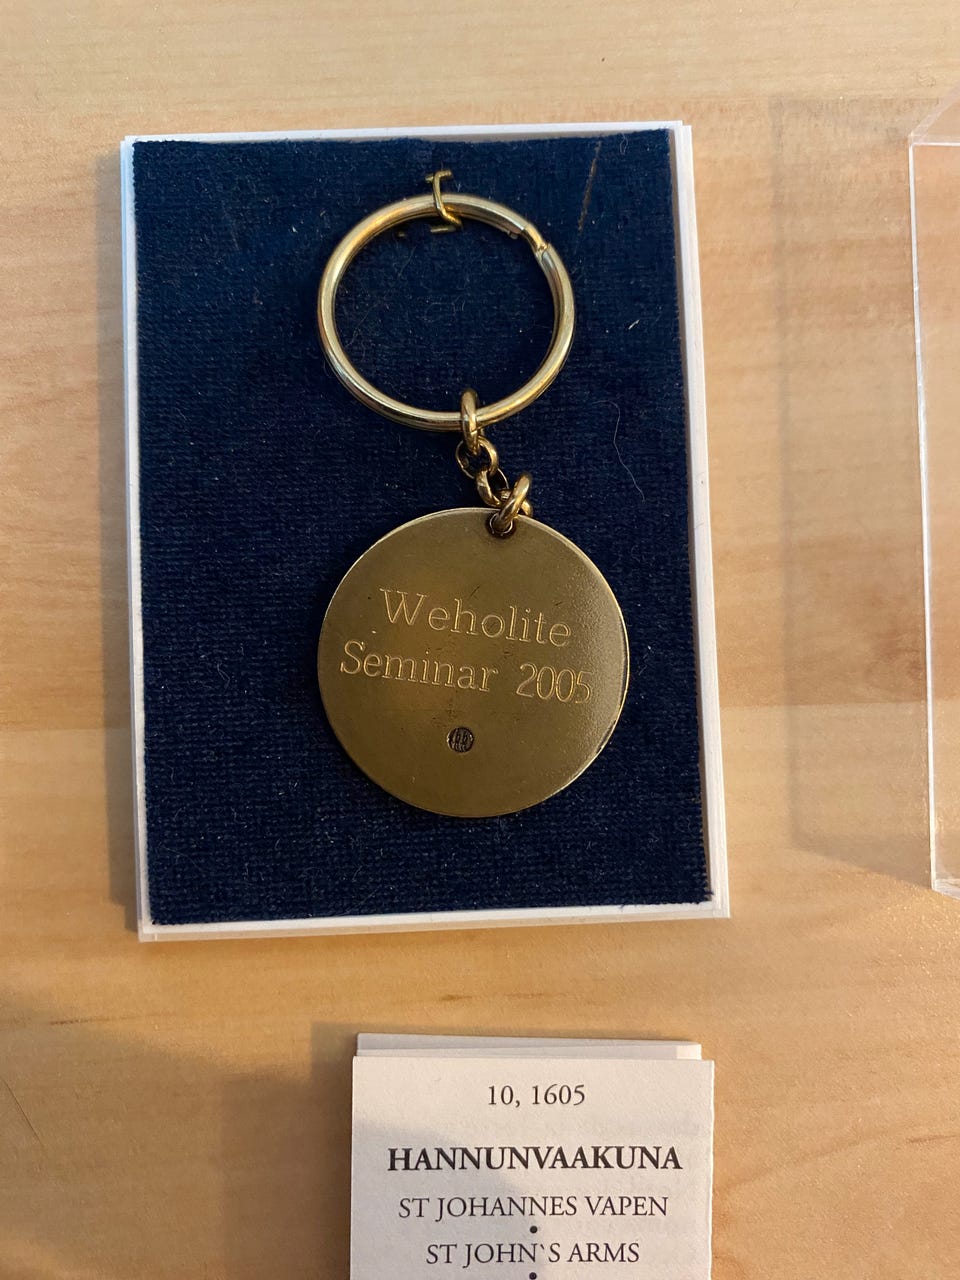 Weholite
Seminar 2005
10, 1605
HANNUNVAAKUNA
ST JOHANNES VAPEN
•
ST JOHN`S ARMS
•